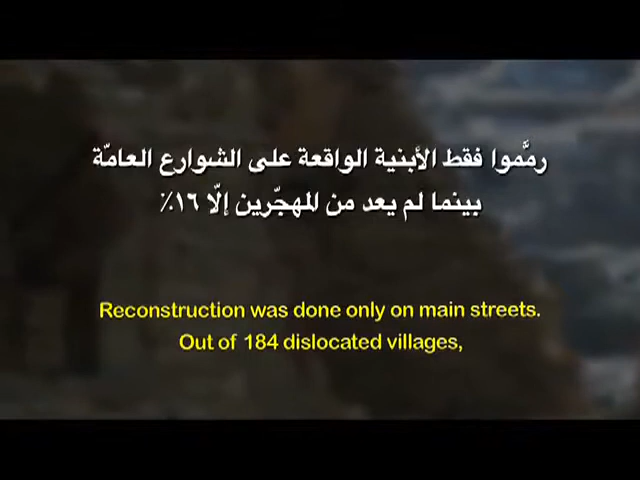 رمَّموا فقط الأبنية الواقعة على الشوارع العامّة
بينما لم يعد من المهجّرين إلّا ١٦٪
Reconstruction was done only on main streets.
Out of 184 dislocated villages,